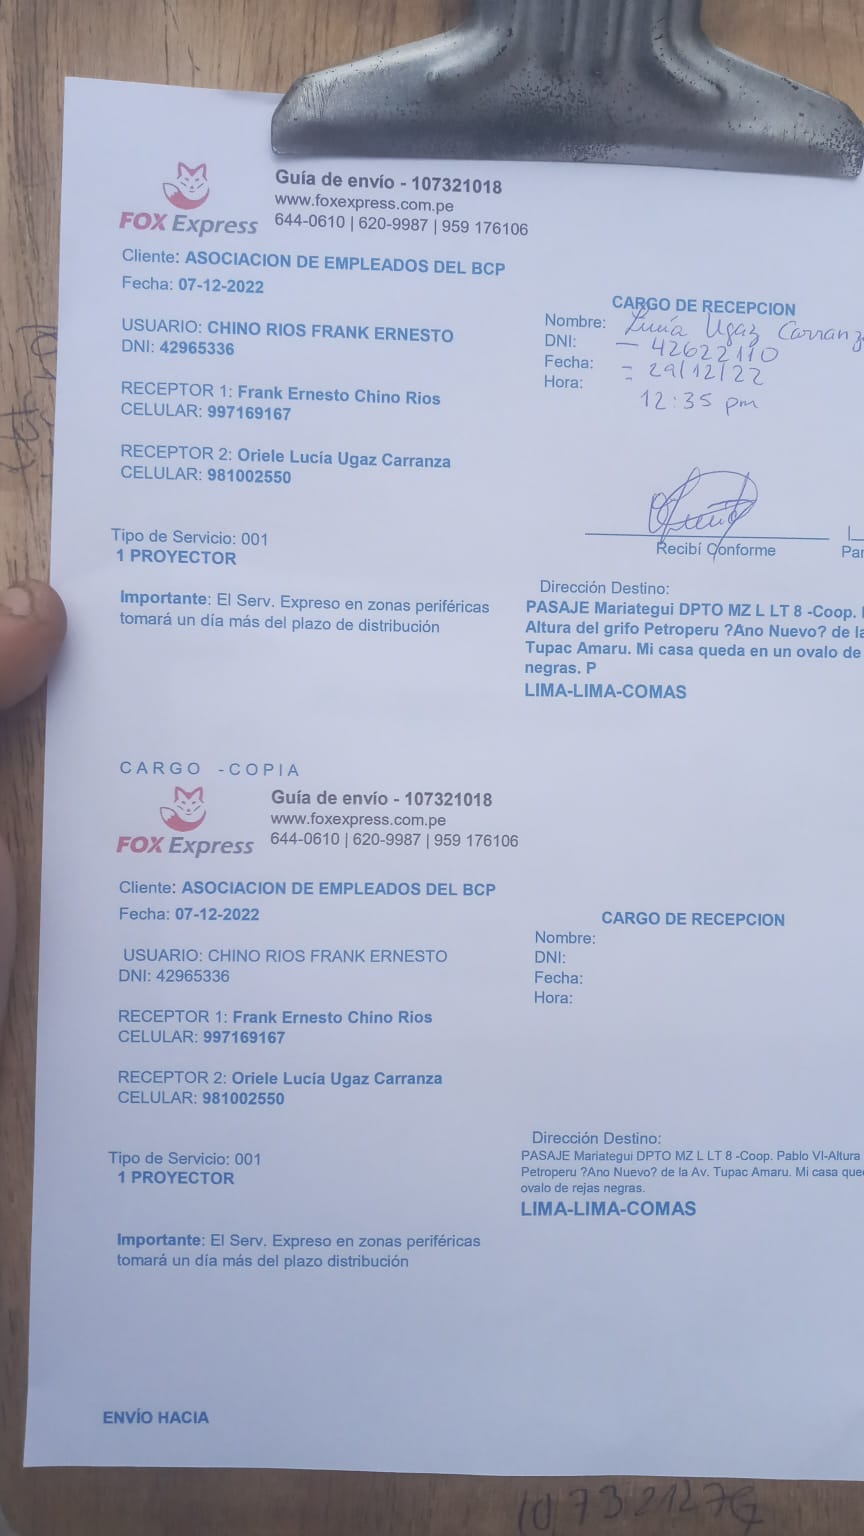 FOX Express
Guía de envío - 107321018
www.foxexpress.com.pe
644-0610 | 620-9987 | 959 176106
Cliente: ASOCIACION DE EMPLEADOS DEL BCP
Fecha: 07-12-2022
USUARIO: CHINO RIOS FRANK ERNESTO
DNI: 42965336
RECEPTOR 1: Frank Ernesto Chino Rios
CELULAR: 997169167
RECEPTOR 2: Oriele Lucía Ugaz Carranza
CELULAR: 981002550
CARGO DE RECEPCION
Nombre: Lucía Ugaz Carranz
DNI: - 42622110
Fecha: = 29/12/22
Hora: 12:35 pm
Recibí Conforme
Par
Tipo de Servicio: 001
1 PROYECTOR
Importante: El Serv. Expreso en zonas periféricas
tomará un día más del plazo de distribución
Dirección Destino:
PASAJE Mariategui DPTO MZ L LT 8 -Coop.
Altura del grifo Petroperu ?Ano Nuevo? de la
Tupac Amaru. Mi casa queda en un ovalo de
negras. P
LIMA-LIMA-COMAS
CARGO -COPIA
FOX Express
Guía de envío - 107321018
www.foxexpress.com.pe
644-0610 | 620-9987 | 959 176106
Cliente: ASOCIACION DE EMPLEADOS DEL BCP
Fecha: 07-12-2022
USUARIO: CHINO RIOS FRANK ERNESTO
DNI: 42965336
RECEPTOR 1: Frank Ernesto Chino Rios
CELULAR: 997169167
RECEPTOR 2: Oriele Lucía Ugaz Carranza
CELULAR: 981002550
CARGO DE RECEPCION
Nombre:
DNI:
Fecha:
Hora:
Tipo de Servicio: 001
1 PROYECTOR
Importante: El Serv. Expreso en zonas periféricas
tomará un día más del plazo distribución
Dirección Destino:
PASAJE Mariategui DPTO MZ L LT 8 -Coop. Pablo VI-Altura
Petroperu ?Ano Nuevo? de la Av. Tupac Amaru. Mi casa que
ovalo de rejas negras.
LIMA-LIMA-COMAS
ENVÍO HACIA